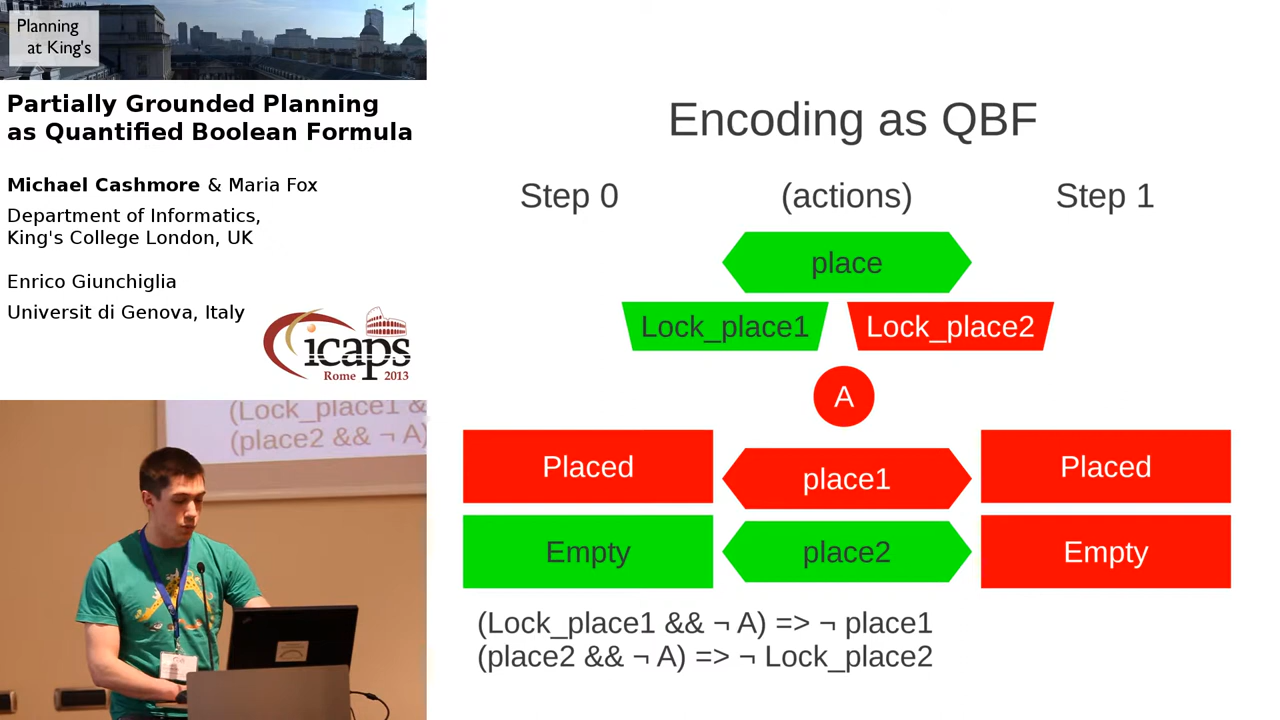 Planning
at King's
Partially Grounded Planning
as Quantified Boolean Formula
Michael Cashmore & Maria Fox
Department of Informatics,
King's College London, UK
Enrico Giunchiglia
Universit di Genova, Italy
icaps
Rome 2013
(Lock_place1 &
(place2 && ¬ A)
Encoding as QBF
Step 0 (actions) Step 1
place
Lock_place1 Lock_place2
A
Placed place1 Placed
Empty place2 Empty
(Lock_place1 && ¬ A) => ¬ place1
(place2 && ¬ A) => ¬ Lock_place2